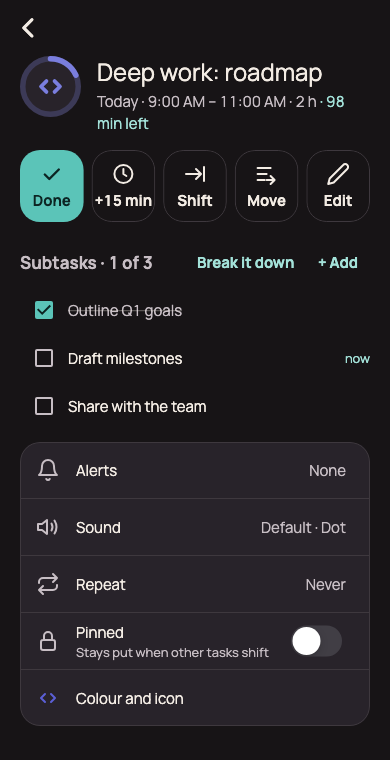 Deep work: roadmap
Today · 9:00 AM – 11:00 AM · 2 h · 98
min left
Done
+15 min
Shift
Move
Edit
Subtasks · 1 of 3
Break it down
+ Add
Outline Q1 goals
Draft milestones
now
Share with the team
Alerts
None
Sound
Default · Dot
Repeat
Never
Pinned
Stays put when other tasks shift
Colour and icon